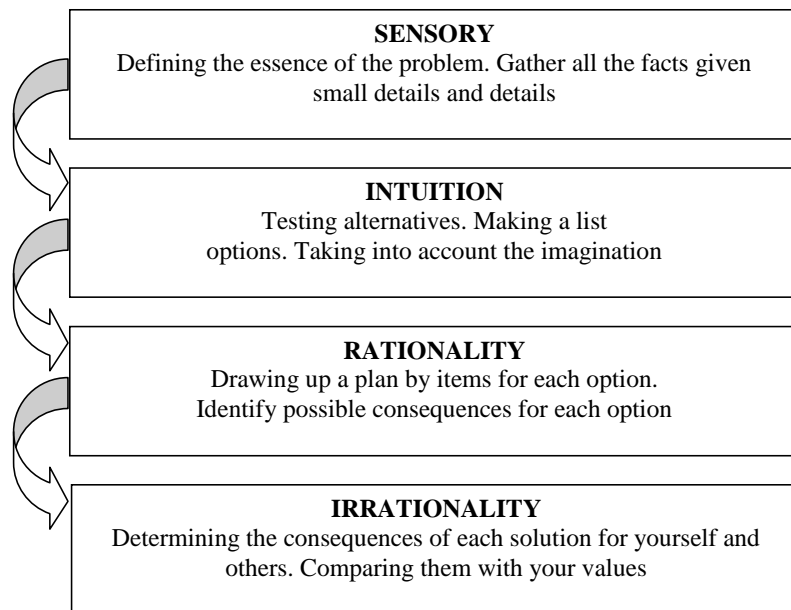 SENSORY
Defining the essence of the problem. Gather all the facts given
small details and details
INTUITION
Testing alternatives. Making a list
options. Taking into account the imagination
RATIONALITY
Drawing up a plan by items for each option.
Identify possible consequences for each option
IRRATIONALITY
Determining the consequences of each solution for yourself and
others. Comparing them with your values